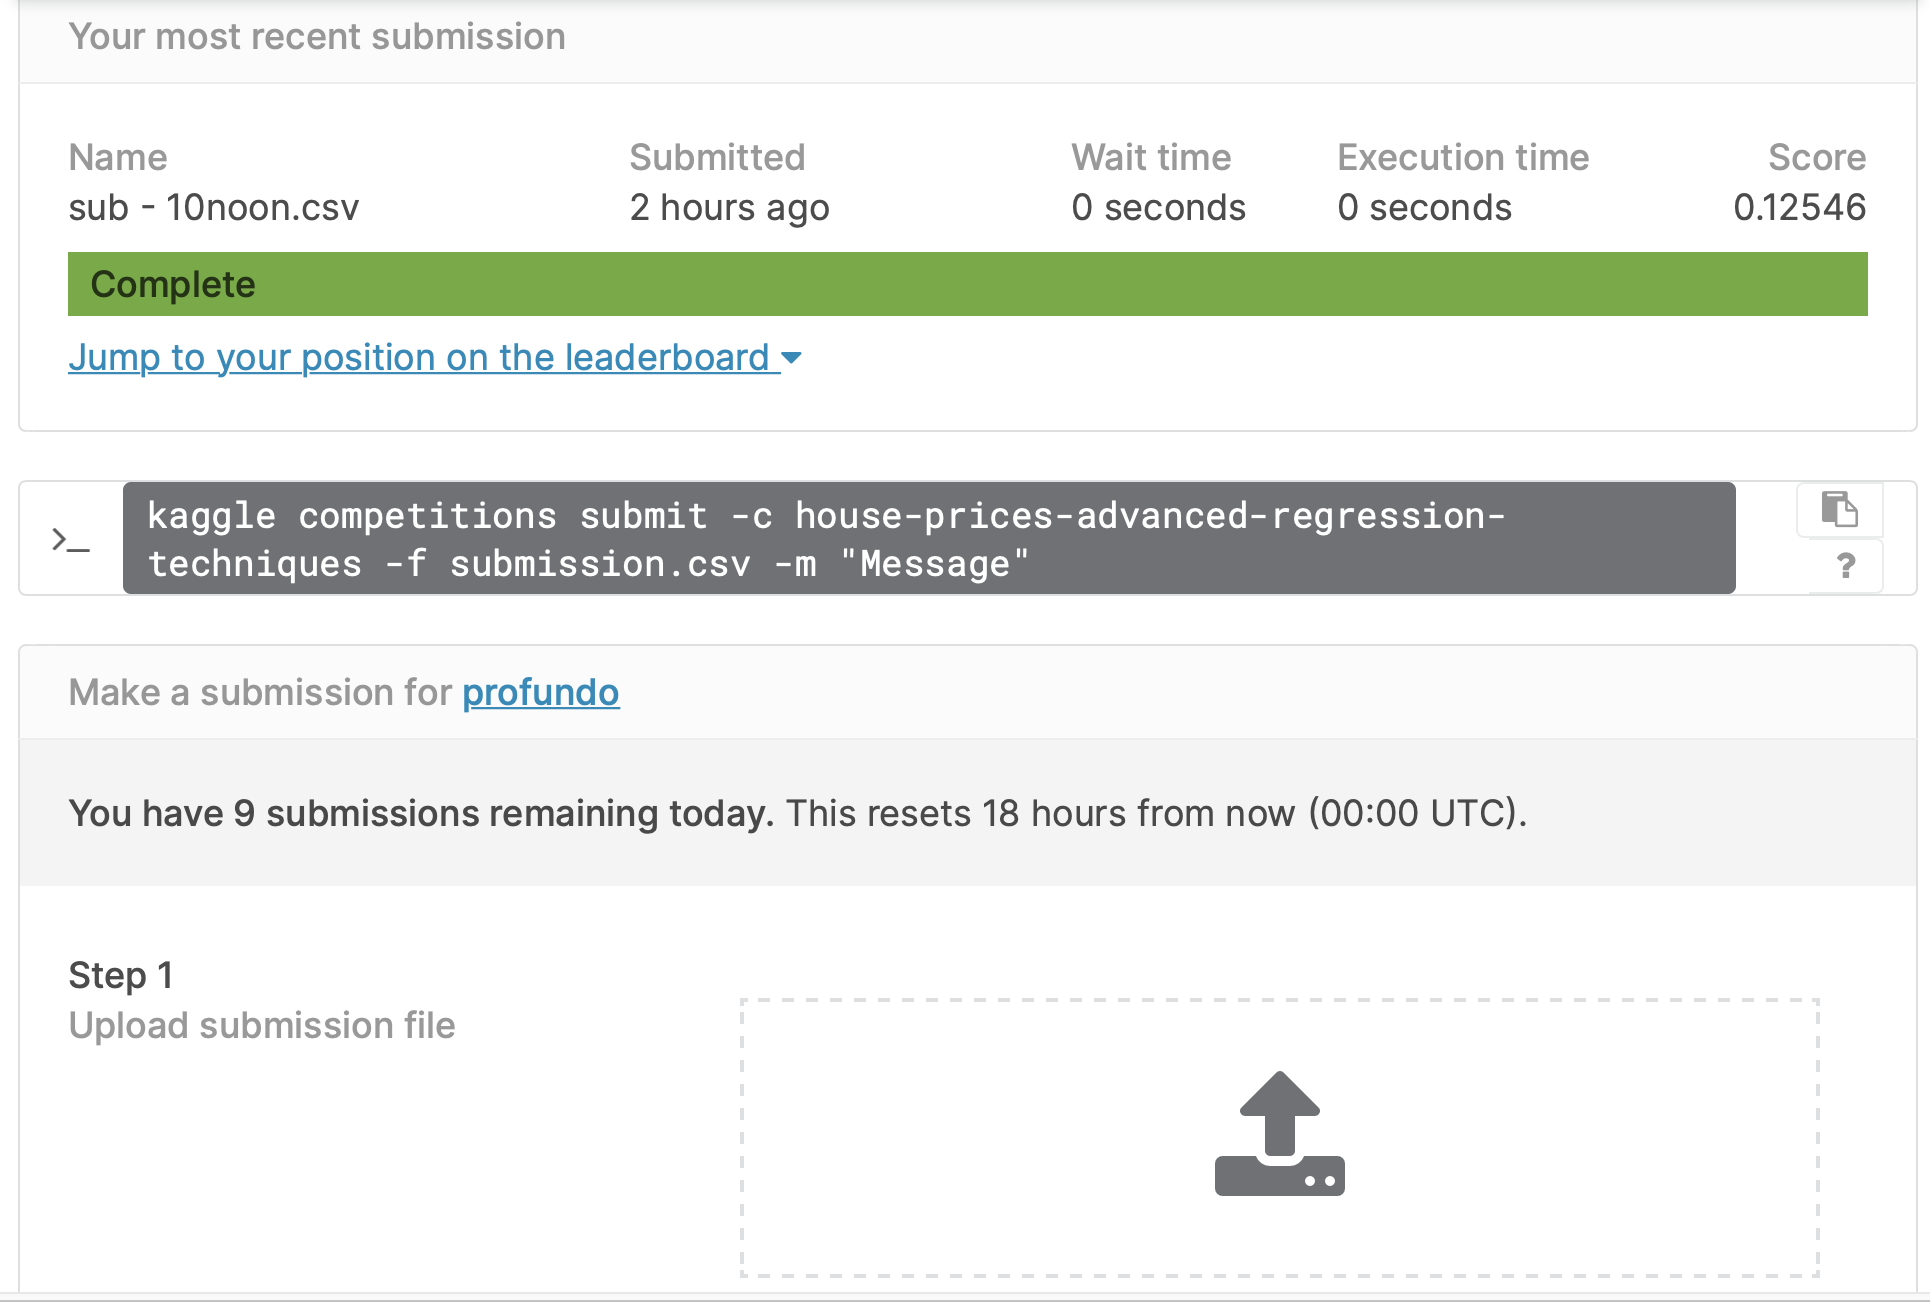 Your most recent submission
Name Submitted Wait time Execution time Score
sub - 10noon.csv 2 hours ago 0 seconds 0 seconds 0.12546
Complete
Jump to your position on the leaderboard
>_
kaggle competitions submit -c house-prices-advanced-regression-
techniques -f submission.csv -m "Message"
?
Make a submission for profundo
You have 9 submissions remaining today. This resets 18 hours from now (00:00 UTC).
Step 1
Upload submission file